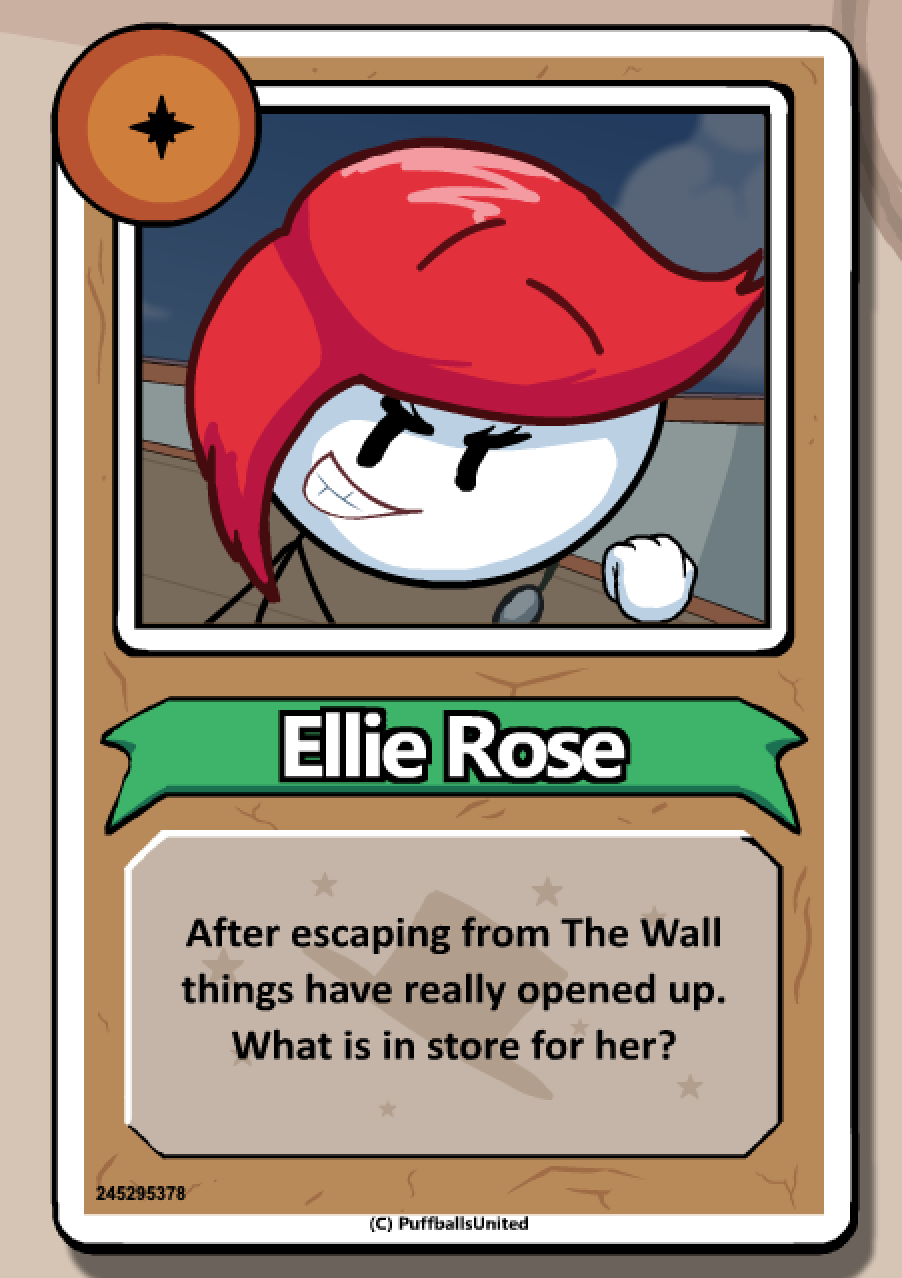 Ellie Rose
After escaping from The Wall
things have really opened up.
What is in store for her?
245295378
(C) PuffballsUnited